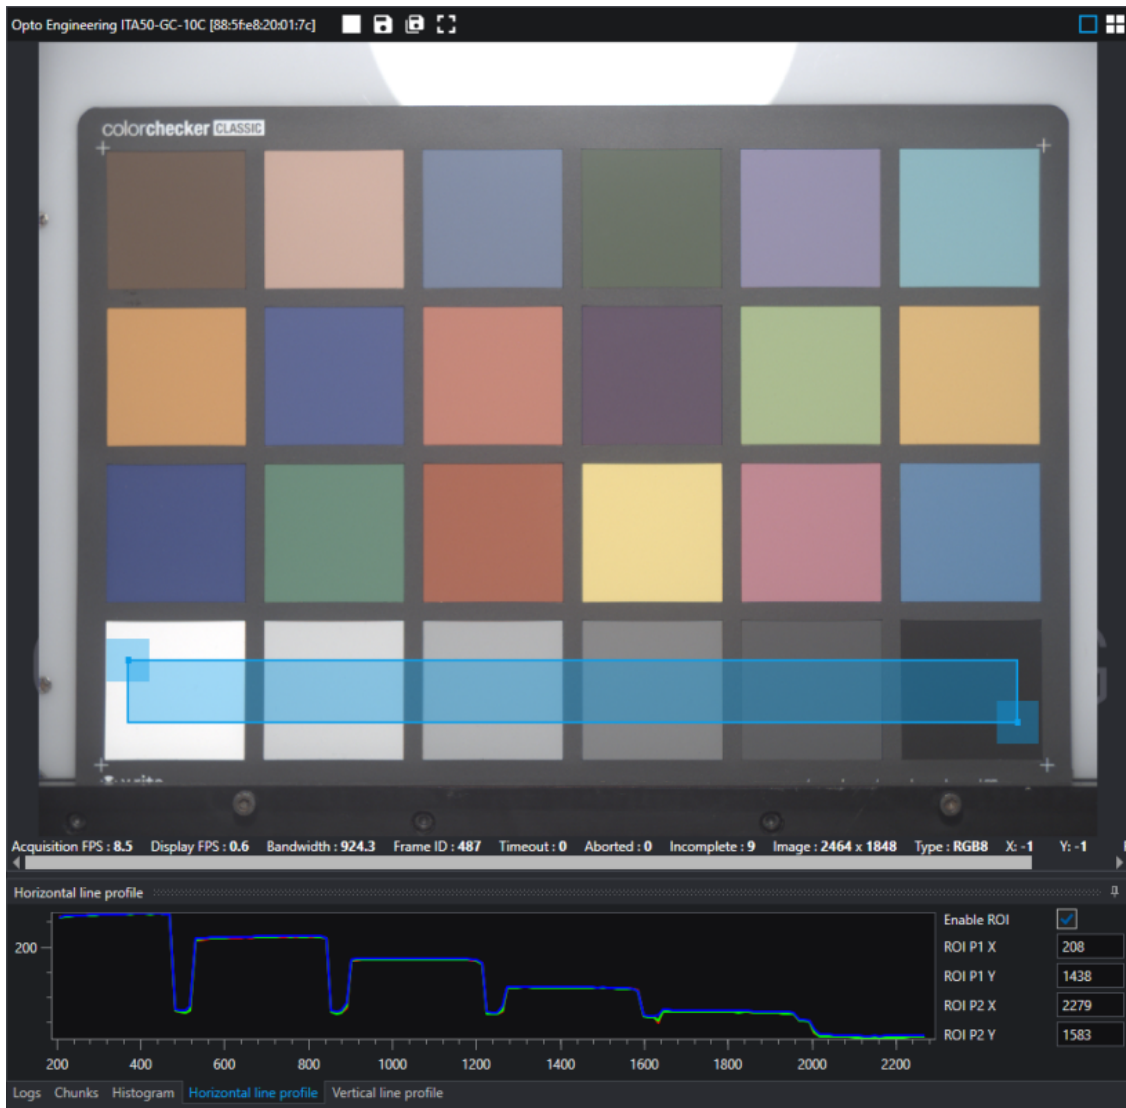 Opto Engineering ITA50-GC-10C [88:5f:e8:20:01:7c]
colorchecker CLASSIC
Acquisition FPS : 8.5 Display FPS : 0.6 Bandwidth : 924.3 Frame ID : 487 Timeout : 0 Aborted : 0 Incomplete : 9 Image : 2464 x 1848 Type : RGB8 X: -1 Y: -1
Horizontal line profile
200
200 400 600 800 1000 1200 1400 1600 1800 2000 2200
Enable ROI
ROI P1 X 208
ROI P1 Y 1438
ROI P2 X 2279
ROI P2 Y 1583
Logs Chunks Histogram Horizontal line profile Vertical line profile